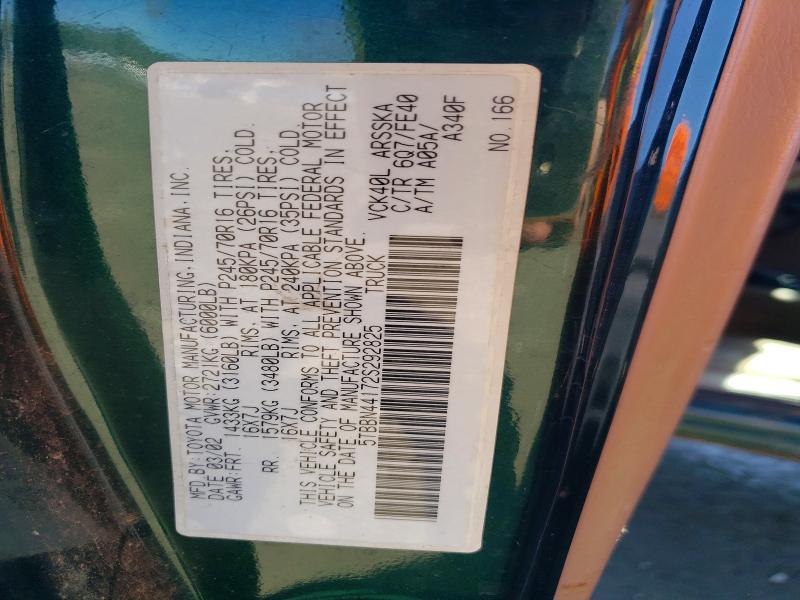 MFD.BY:TOYOTA MOTOR MANUFACTURING,INDIANA,INC.
DATE 03/02 GVWR:2721KG(6000LB)
GAWR:FRT. 1433KG (3160LB) WITH P245/70R16 TIRES,
16X7J RIMS, AT 180KPA (26PSI) COLD.
RR. 1579KG (3480LB) WITH P245/70R16 TIRES,
16X7J RIMS, AT 240KPA (35PSI) COLD.
THIS VEHICLE CONFORMS TO ALL APPLICABLE FEDERAL MOTOR
VEHICLE SAFETY AND THEFT PREVENTION STANDARDS IN EFFECT
ON THE DATE OF MANUFACTURE SHOWN ABOVE.
5TBBN44172S292825 TRUCK
VCK40L ARSSKA
C/TR 6Q7/FE40
A/TM A05A/
A340F
NO. 166